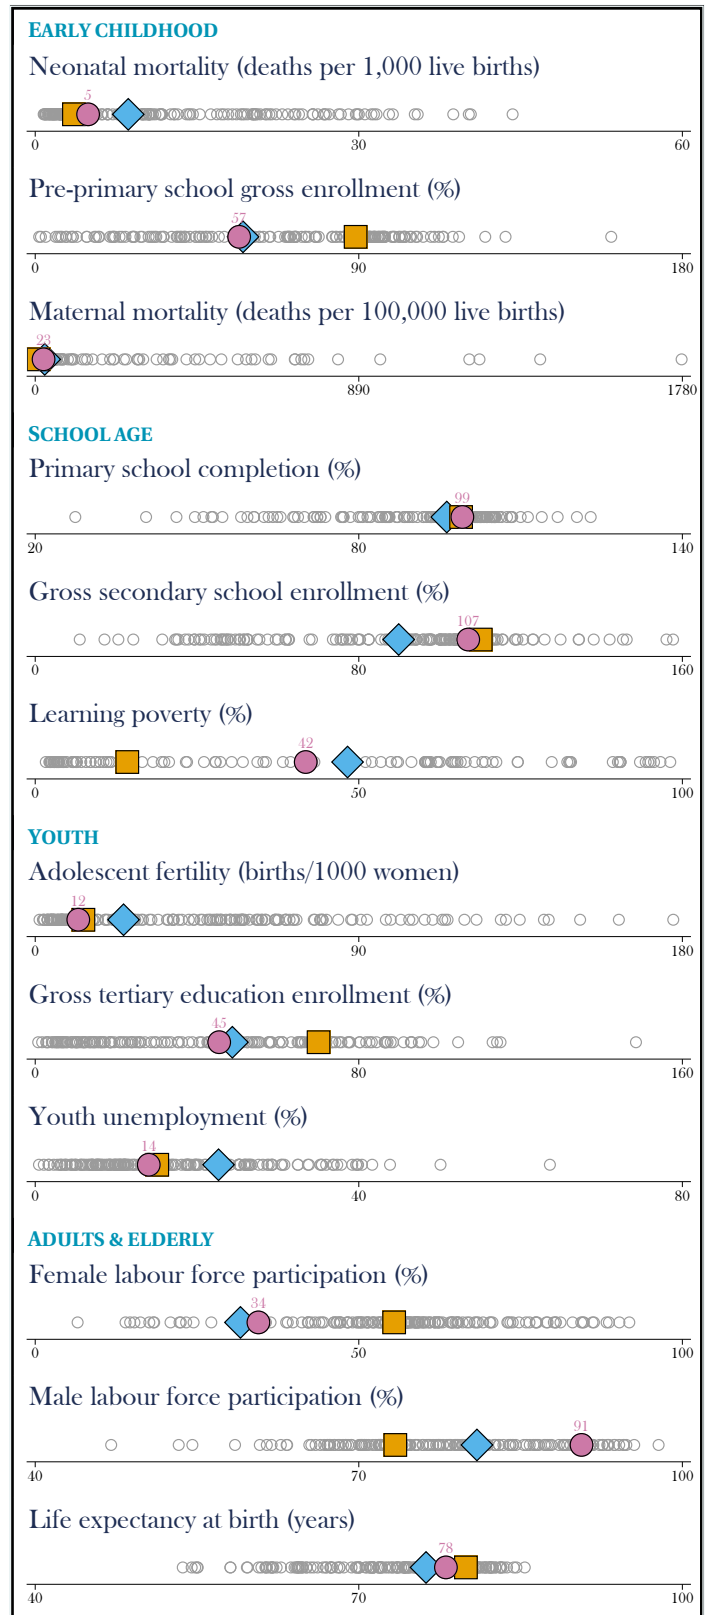 EARLY CHILDHOOD
Neonatal mortality (deaths per 1,000 live births)
5
0 30 60
Pre-primary school gross enrollment (%)
57
0 90 180
Maternal mortality (deaths per 100,000 live births)
23
0 890 1780
SCHOOL AGE
Primary school completion (%)
99
20 80 140
Gross secondary school enrollment (%)
107
0 80 160
Learning poverty (%)
42
0 50 100
YOUTH
Adolescent fertility (births/1000 women)
12
0 90 180
Gross tertiary education enrollment (%)
45
0 80 160
Youth unemployment (%)
14
0 40 80
ADULTS & ELDERLY
Female labour force participation (%)
34
0 50 100
Male labour force participation (%)
91
40 70 100
Life expectancy at birth (years)
78
40 70 100